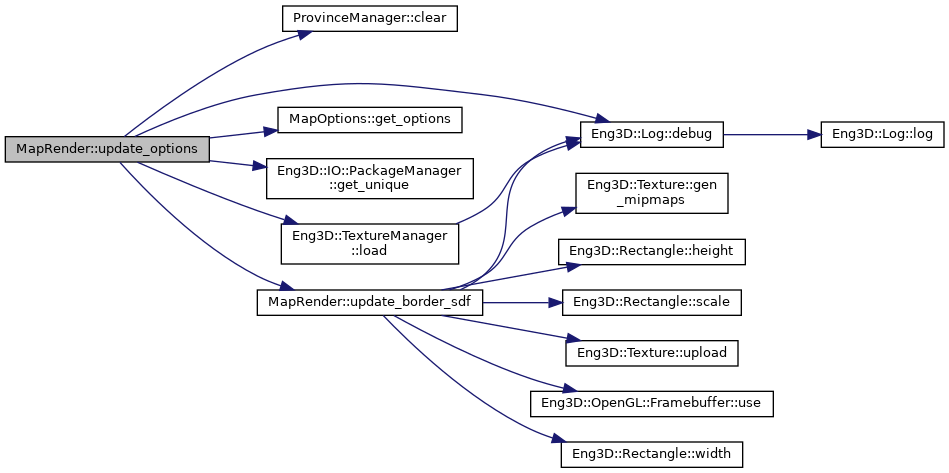 ProvinceManager::clear
MapRender::update_options
MapOptions::get_options
Eng3D::IO::PackageManager
::get_unique
Eng3D::TextureManager
::load
MapRender::update_border_sdf
Eng3D::Log::debug
Eng3D::Log::log
Eng3D::Texture::gen
_mipmaps
Eng3D::Rectangle::height
Eng3D::Rectangle::scale
Eng3D::Texture::upload
Eng3D::OpenGL::Framebuffer::use
Eng3D::Rectangle::width